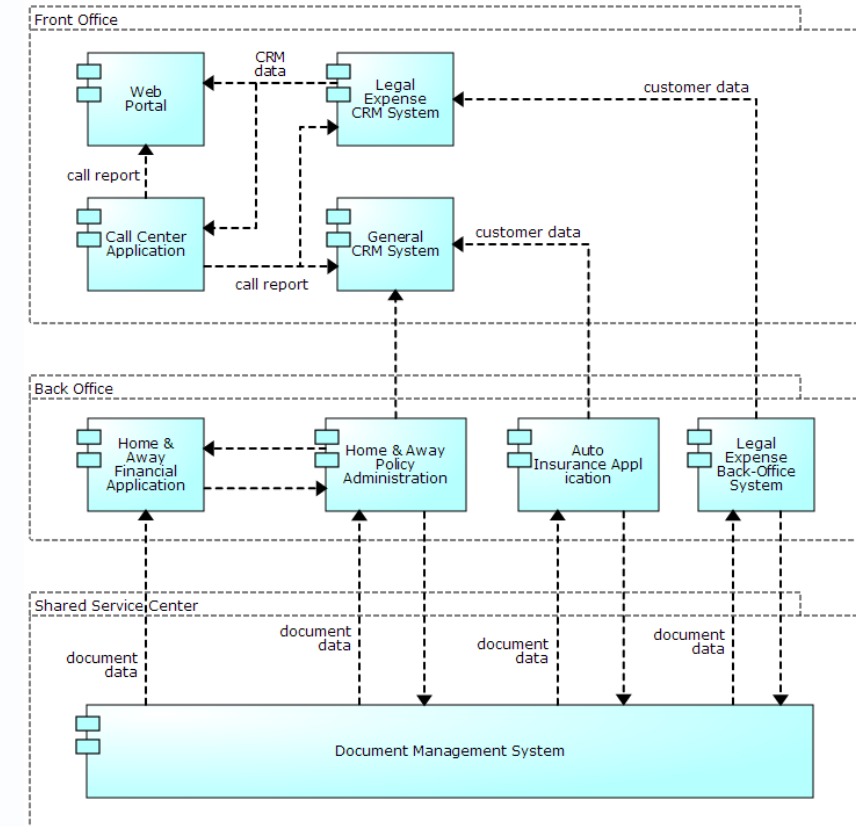 Front Office
CRM
data
Web
Portal
Legal
Expense
CRM System
customer data
call report
Call Center
Application
General
CRM System
customer data
call report
Back Office
Home &
Away
Financial
Application
Home & Away
Policy
Administration
Auto
Insurance Appl
ication
Legal
Expense
Back-Office
System
Shared Service Center
document
data
document
data
document
data
document
data
Document Management System